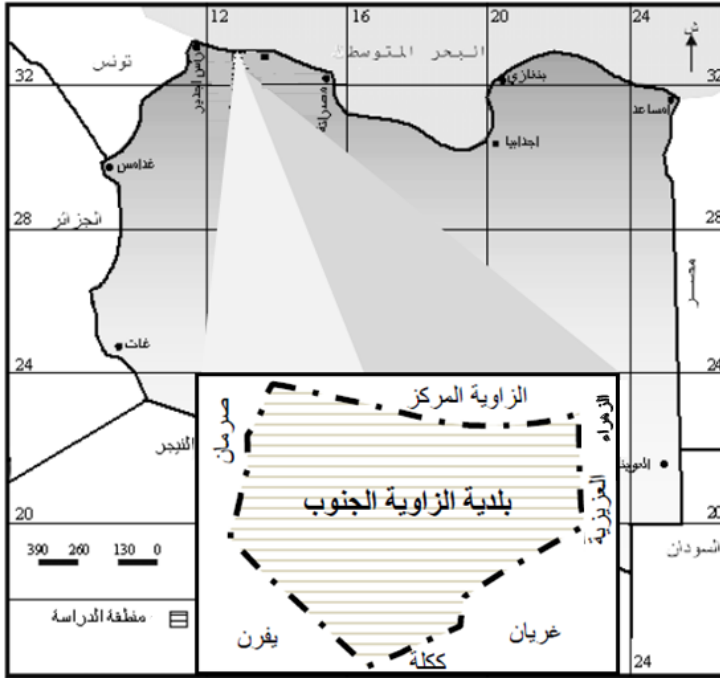 12 16 20 24
ش
البحر المتوسط
تونس
32 32
راس اجدير
مصراتة
بنغازي
امساعد
اجدابيا
غدامس
28 28
الجزائر
مصر
غات
24 24
الزاوية المركز
الزهراء
صرمان
النيجر
العزيزية
بلدية الزاوية الجنوب
20 20
السودان
390 260 130 0
منطقة الدراسة
يفرن
غريان
ككلة
24